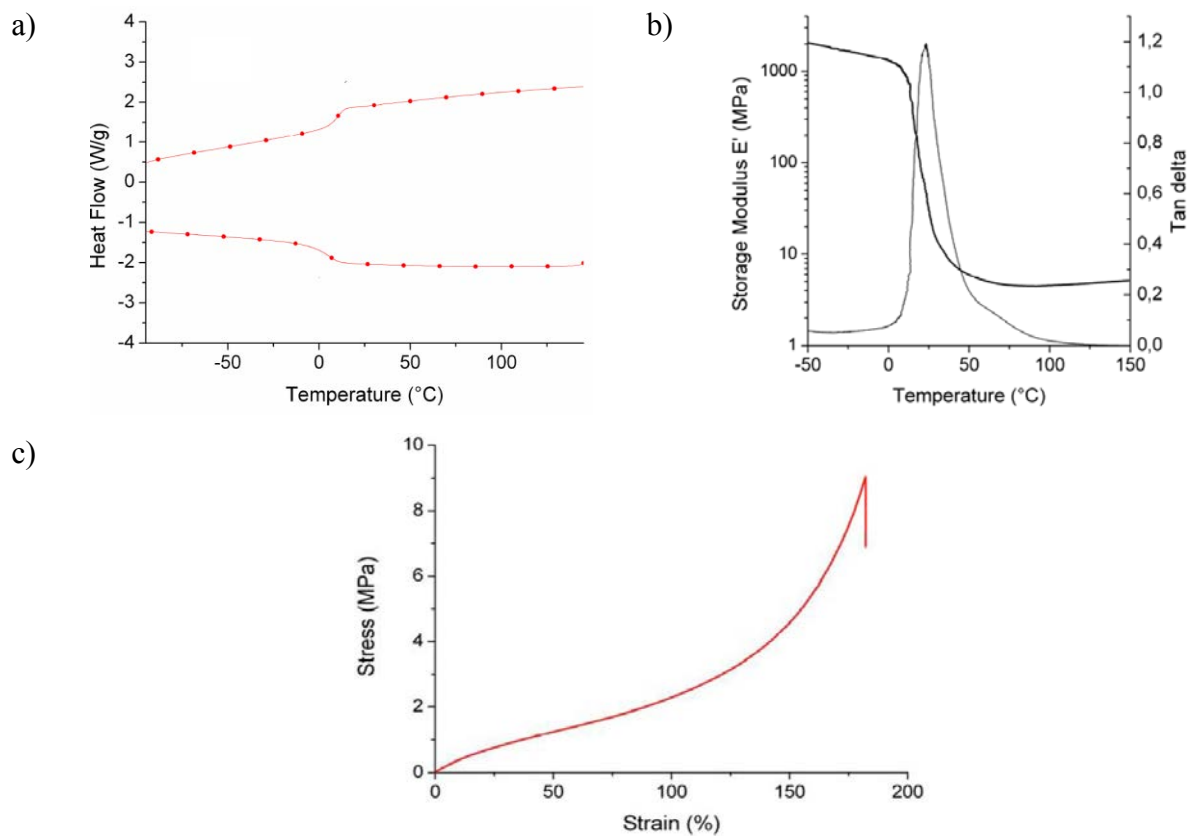 a)
4
3
2
1
0
-1
-2
-3
-4
Heat Flow (W/g)
-50 0 50 100
Temperature (°C)
b)
1000
100
10
1
Storage Modulus E' (MPa)
1,2
1,0
0,8
0,6
0,4
0,2
0,0
Tan delta
-50 0 50 100 150
Temperature (°C)
c)
10
8
6
4
2
0
Stress (MPa)
0 50 100 150 200
Strain (%)